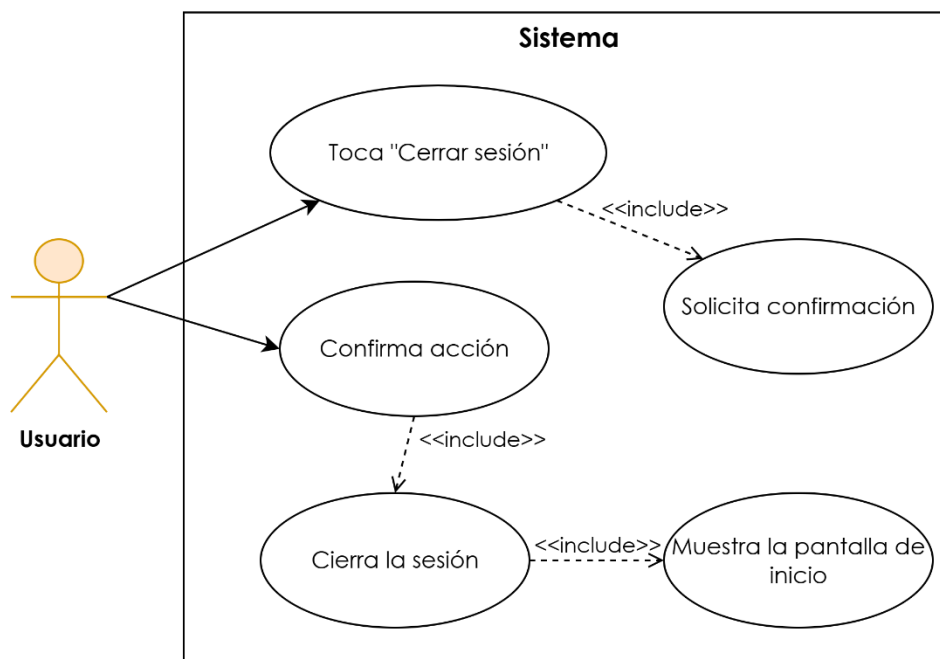 Sistema
Toca "Cerrar sesión"
<<include>>
Solicita confirmación
Confirma acción
Usuario
<<include>>
Cierra la sesión
<<include>>
Muestra la pantalla de
inicio